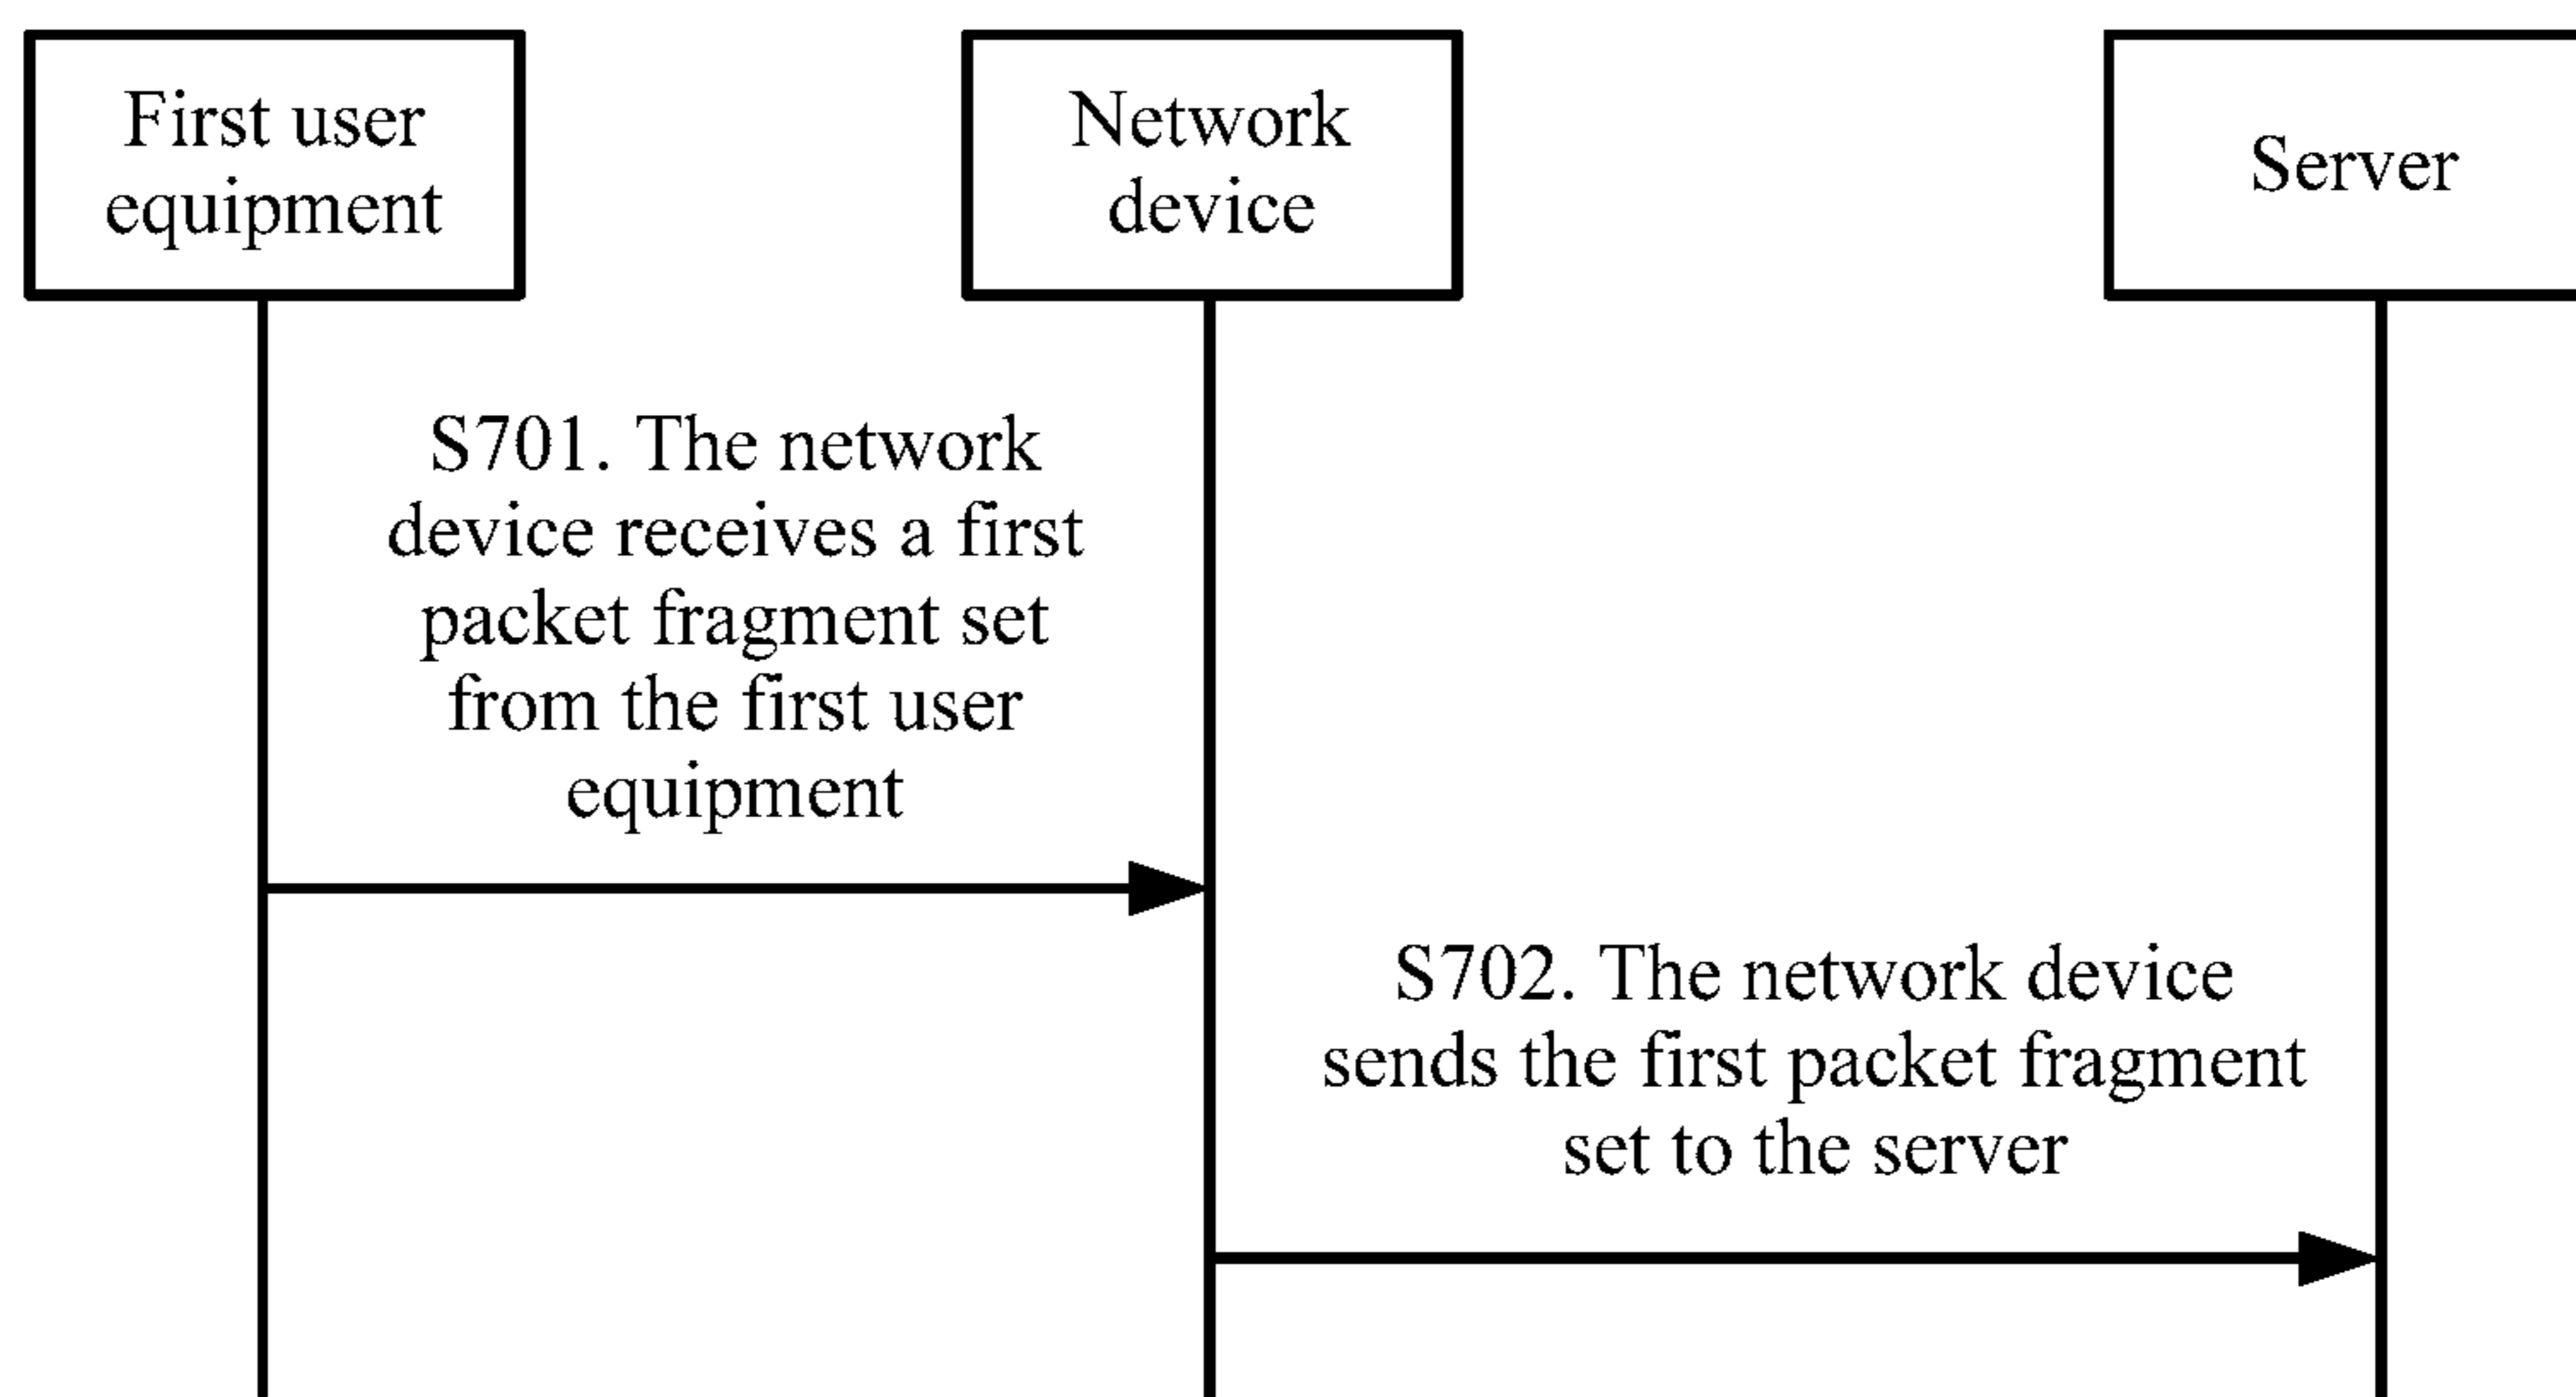 First user
equipment
Network
device
Server
S701. The network
device receives a first
packet fragment set
from the first user
equipment
S702. The network device
sends the first packet fragment
set to the server